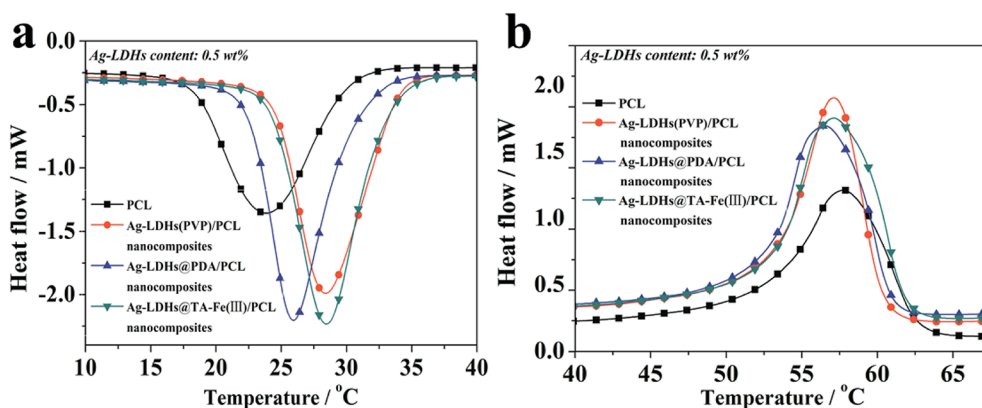 a
Ag-LDHs content: 0.5 wt%
0.0
-0.5
-1.0
-1.5
-2.0
Heat flow / mW
PCL
Ag-LDHs(PVP)/PCL
nanocomposites
Ag-LDHs@PDA/PCL
nanocomposites
Ag-LDHs@TA-Fe(III)/PCL
nanocomposites
10 15 20 25 30 35 40
Temperature / °C
b
Ag-LDHs content: 0.5 wt%
2.0
1.5
1.0
0.5
0.0
Heat flow / mW
PCL
Ag-LDHs(PVP)/PCL
nanocomposites
Ag-LDHs@PDA/PCL
nanocomposites
Ag-LDHs@TA-Fe(III)/PCL
nanocomposites
40 45 50 55 60 65
Temperature / °C